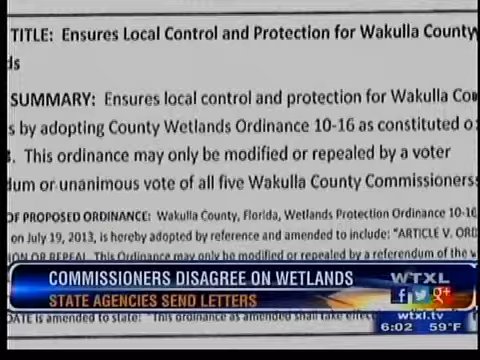 TITLE: Ensures Local Control and Protection for Wakulla County
ds
SUMMARY: Ensures local control and protection for Wakulla Cou
s by adopting County Wetlands Ordinance 10-16 as constituted o
This ordinance may only be modified or repealed by a voter
dum or unanimous vote of all five Wakulla County Commissioners
OF PROPOSED ORDINANCE: Wakulla County, Florida, Wetlands Protection Ordinance 10-16
on July 19, 2013, is hereby adopted by reference and amended to include: "ARTICLE V. ORD
ION OR REPEAL. This Ordinance may only be modified or repealed by a referendum of the v
COMMISSIONERS DISAGREE ON WETLANDS
WTXL
STATE AGENCIES SEND LETTERS
wtxl.tv
6:02 59°F
DATE is amended to state: "This ordinance as amended shall take